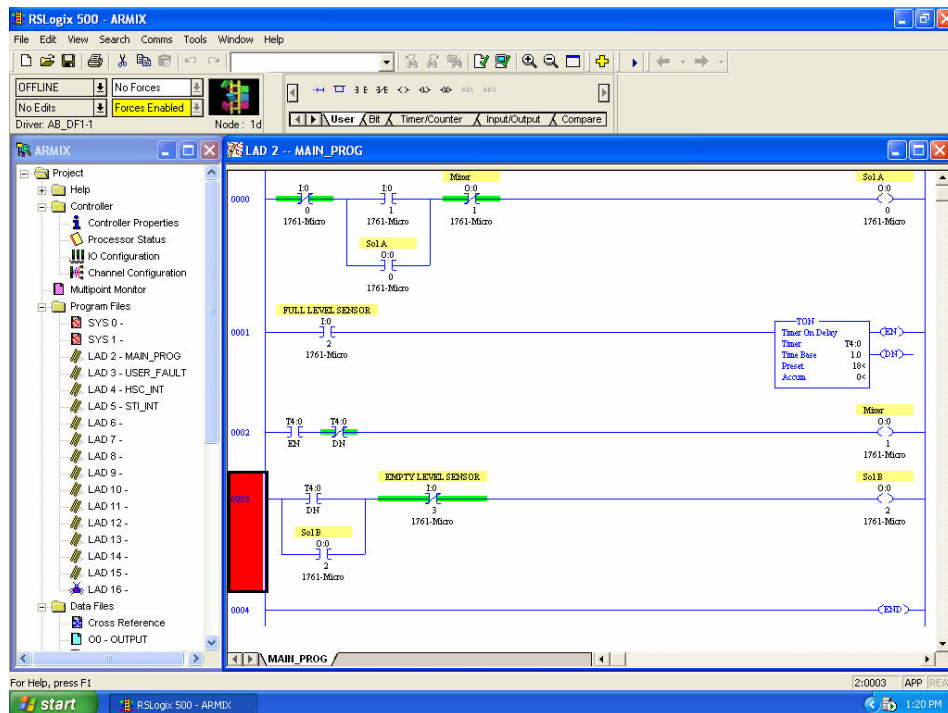 RSLogix 500 - ARMIX
File Edit View Search Comms Tools Window Help
OFFLINE No Forces
No Edits Forces Enabled
Driver: AB_DF1-1 Node : 1d
ABL ABS
User Bit Timer/Counter Input/Output Compare
ARMIX
Project
Help
Controller
Controller Properties
Processor Status
IO Configuration
Channel Configuration
Multipoint Monitor
Program Files
SYS 0 -
SYS 1 -
LAD 2 - MAIN_PROG
LAD 3 - USER_FAULT
LAD 4 - HSC_INT
LAD 5 - STI_INT
LAD 6 -
LAD 7 -
LAD 8 -
LAD 9 -
LAD 10 -
LAD 11 -
LAD 12 -
LAD 13 -
LAD 14 -
LAD 15 -
LAD 16 -
Data Files
Cross Reference
O0 - OUTPUT
LAD 2 -- MAIN_PROG
Mixer Sol A
0000 I:0 I:0 O:0 O:0
0 1 1 0
1761-Micro 1761-Micro 1761-Micro 1761-Micro
Sol A
O:0
0
1761-Micro
FULL LEVEL SENSOR
0001 I:0
2
1761-Micro
TON
Timer On Delay EN
Timer T4:0
Time Base 1.0 DN
Preset 18<
Accum 0<
Mixer
0002 T4:0 T4:0 O:0
EN DN 1
1761-Micro
EMPTY LEVEL SENSOR Sol B
0003 T4:0 I:0 O:0
DN 3 2
1761-Micro 1761-Micro
Sol B
O:0
2
1761-Micro
0004 END
MAIN_PROG
For Help, press F1 2:0003 APP REA
start RSLogix 500 - ARMIX 1:20 PM